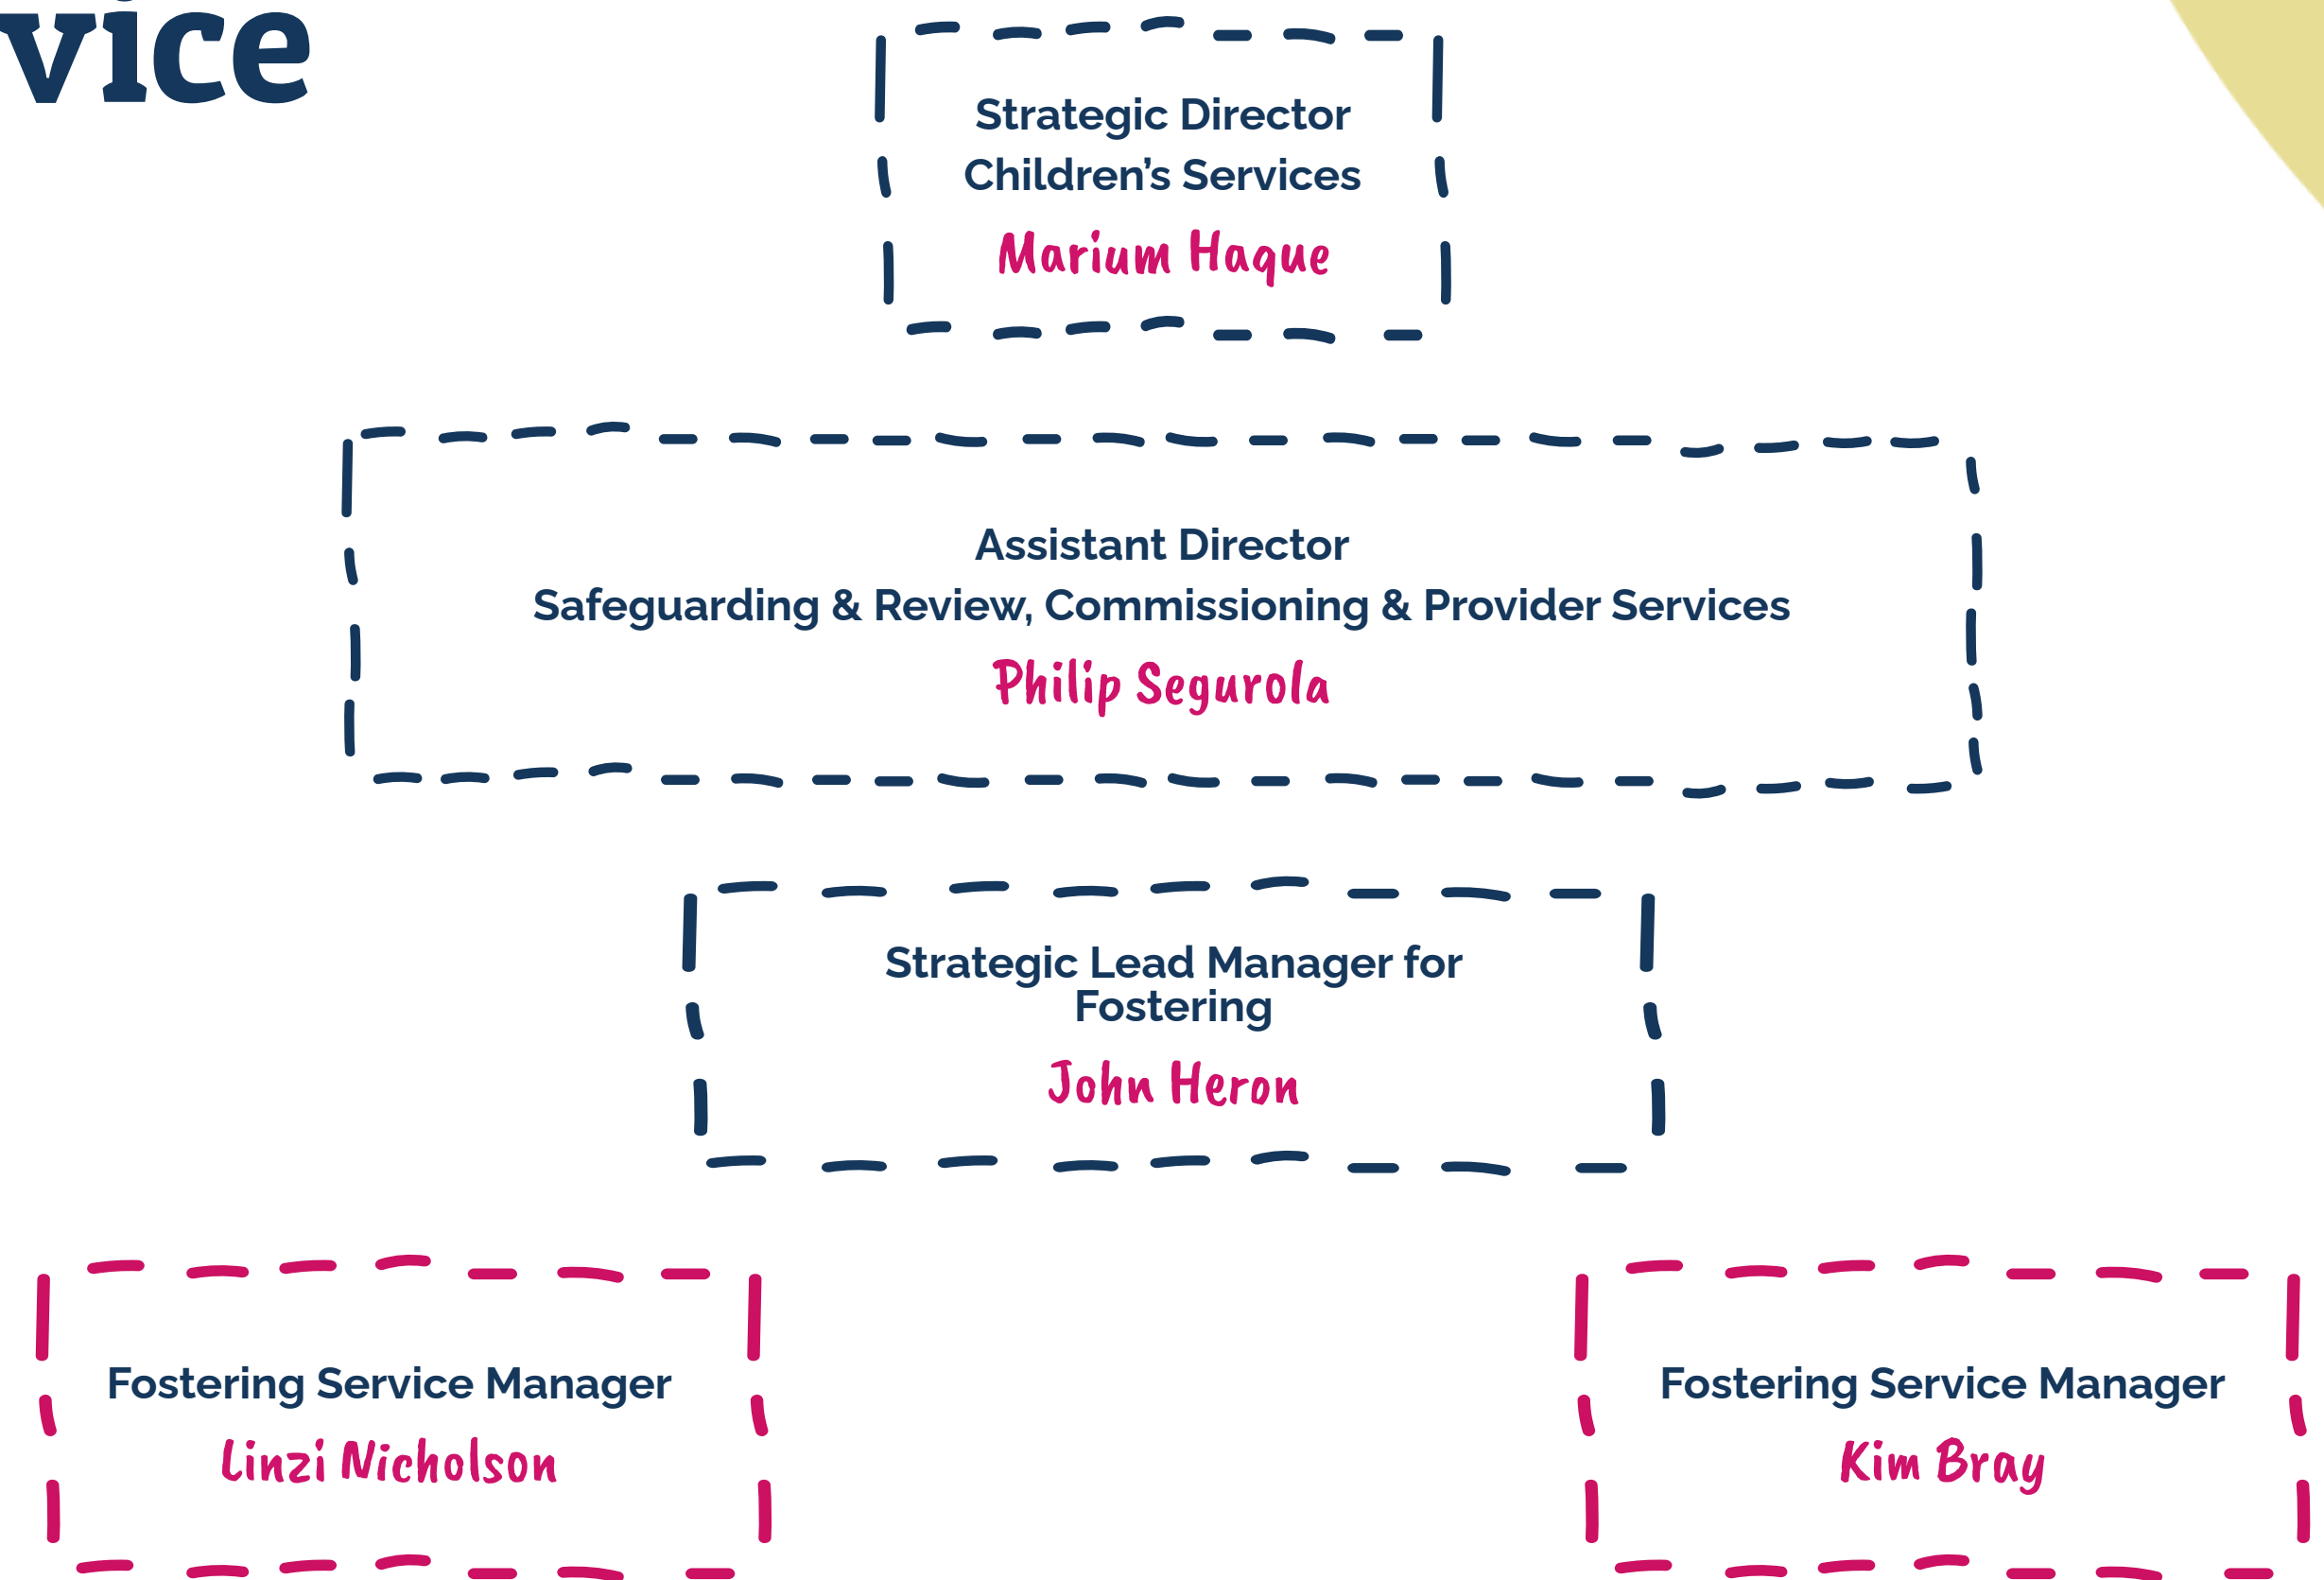 vice
Strategic Director
Children’s Services
Marium Haque
Assistant Director
Safeguarding & Review, Commissioning & Provider Services
Philip Segurola
Strategic Lead Manager for
Fostering
John Heron
Fostering Service Manager
Linzi Nicholson
Fostering Service Manager
Kim Bray